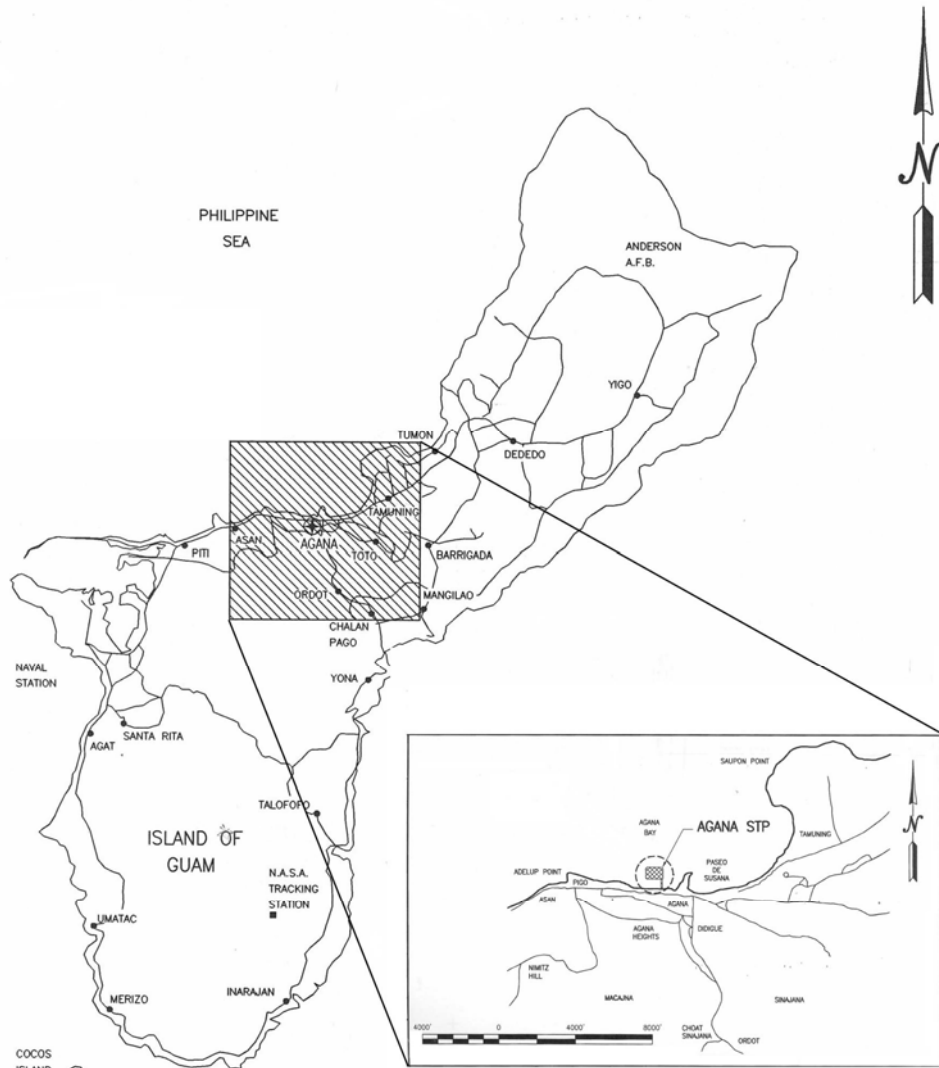 N
PHILIPPINE
SEA
ANDERSON
A.F.B.
YIGO
TUMON
DEDEDO
TAMUNING
ASAN
AGANA
PITI
TOTO
BARRIGADA
ORDOT
MANGILAO
CHALAN
PAGO
NAVAL
STATION
YONA
SANTA RITA
AGAT
TALOFOFO
ISLAND OF
GUAM
N.A.S.A.
TRACKING
STATION
UMATAC
MERIZO
INARAJAN
COCOS
ISLAND
SAUPON POINT
N
AGANA
BAY
AGANA STP
TAMUNING
ADELUP POINT
PASEO
DE
SUSANA
PIGO
ASAN
AGANA
AGANA
HEIGHTS
DIDIGUE
NIMITZ
HILL
MACAJNA
SINAJANA
4000' 0 4000' 8000'
CHOAT
SINAJANA
ORDOT